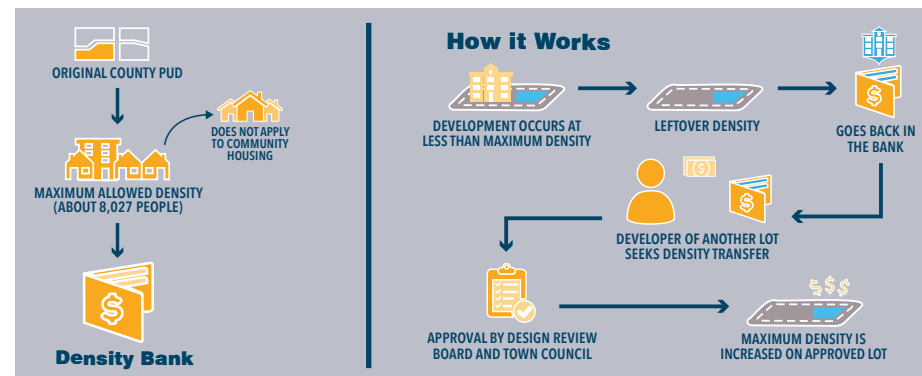 ORIGINAL COUNTY PUD
DOES NOT APPLY
TO COMMUNITY
HOUSING
MAXIMUM ALLOWED DENSITY
(ABOUT 8,027 PEOPLE)
$
Density Bank
How it Works
DEVELOPMENT OCCURS AT
LESS THAN MAXIMUM DENSITY
LEFTOVER DENSITY
$
GOES BACK IN
THE BANK
$
$
DEVELOPER OF ANOTHER LOT
SEEKS DENSITY TRANSFER
APPROVAL BY DESIGN REVIEW
BOARD AND TOWN COUNCIL
$$$
MAXIMUM DENSITY IS
INCREASED ON APPROVED LOT